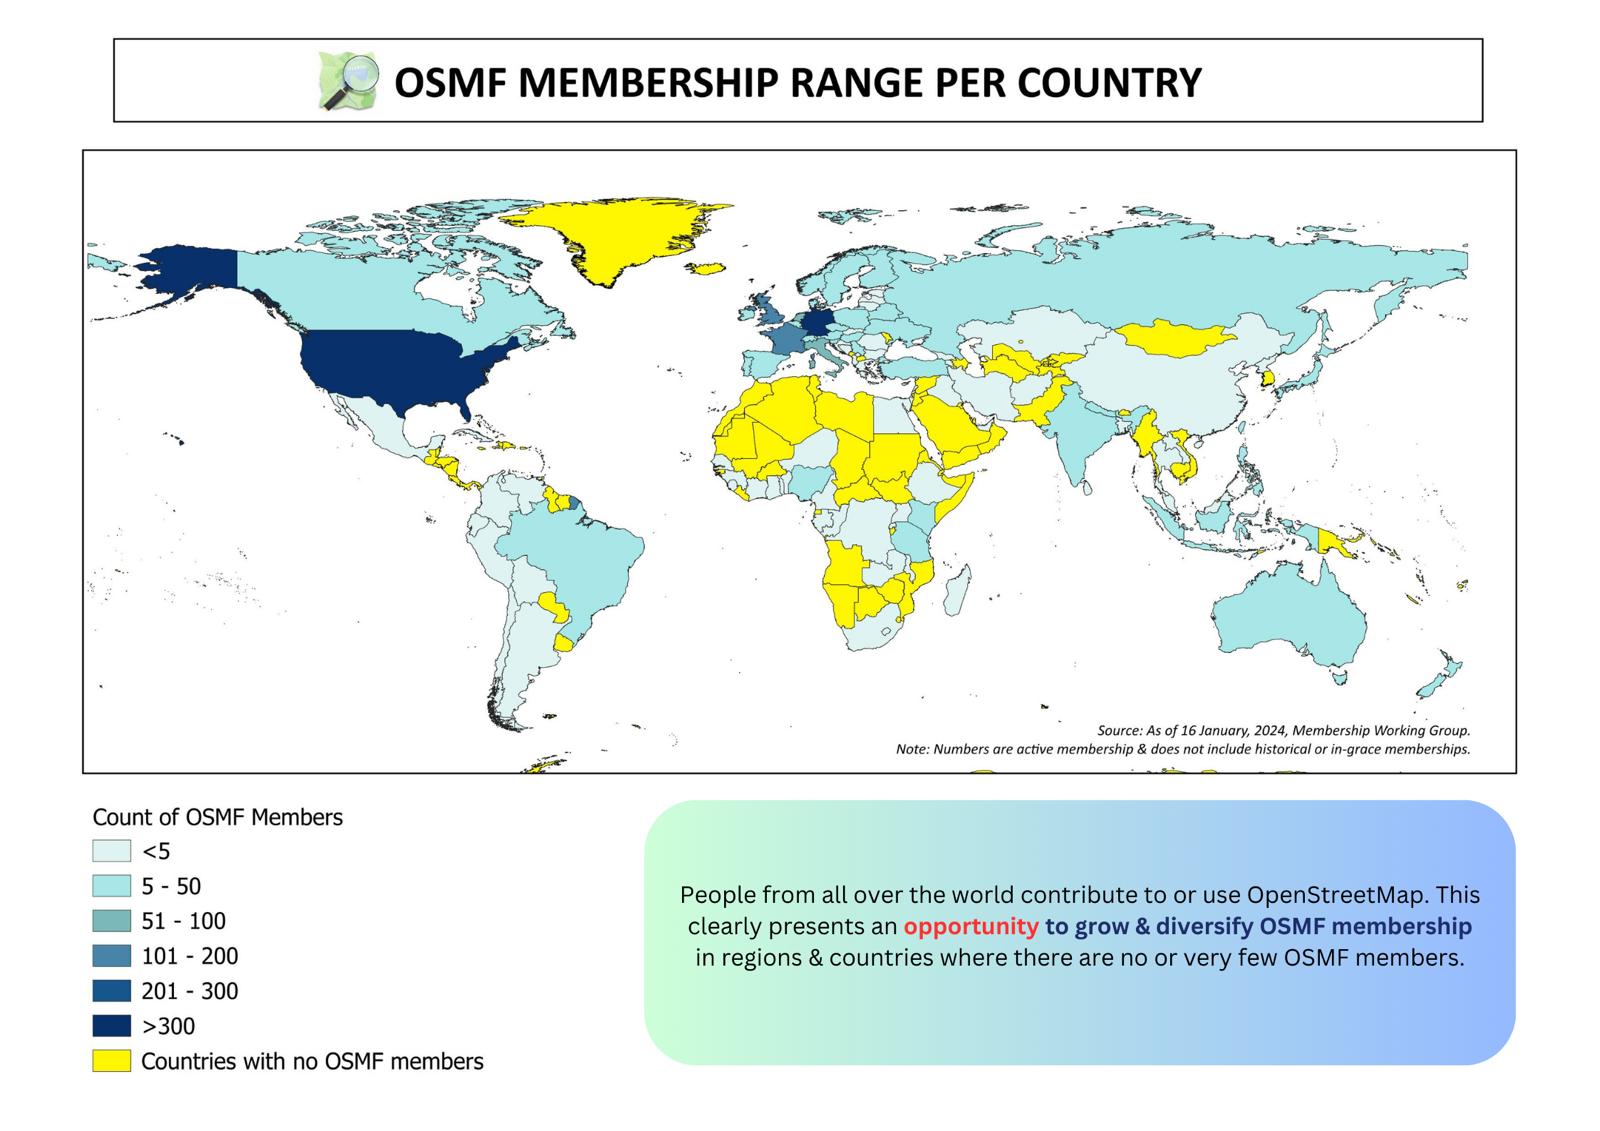 OSMF MEMBERSHIP RANGE PER COUNTRY
Source: As of 16 January, 2024, Membership Working Group.
Note: Numbers are active membership & does not include historical or in-grace memberships.
Count of OSMF Members
<5
5 - 50
51 - 100
101 - 200
201 - 300
>300
Countries with no OSMF members
People from all over the world contribute to or use OpenStreetMap. This
clearly presents an opportunity to grow & diversify OSMF membership
in regions & countries where there are no or very few OSMF members.